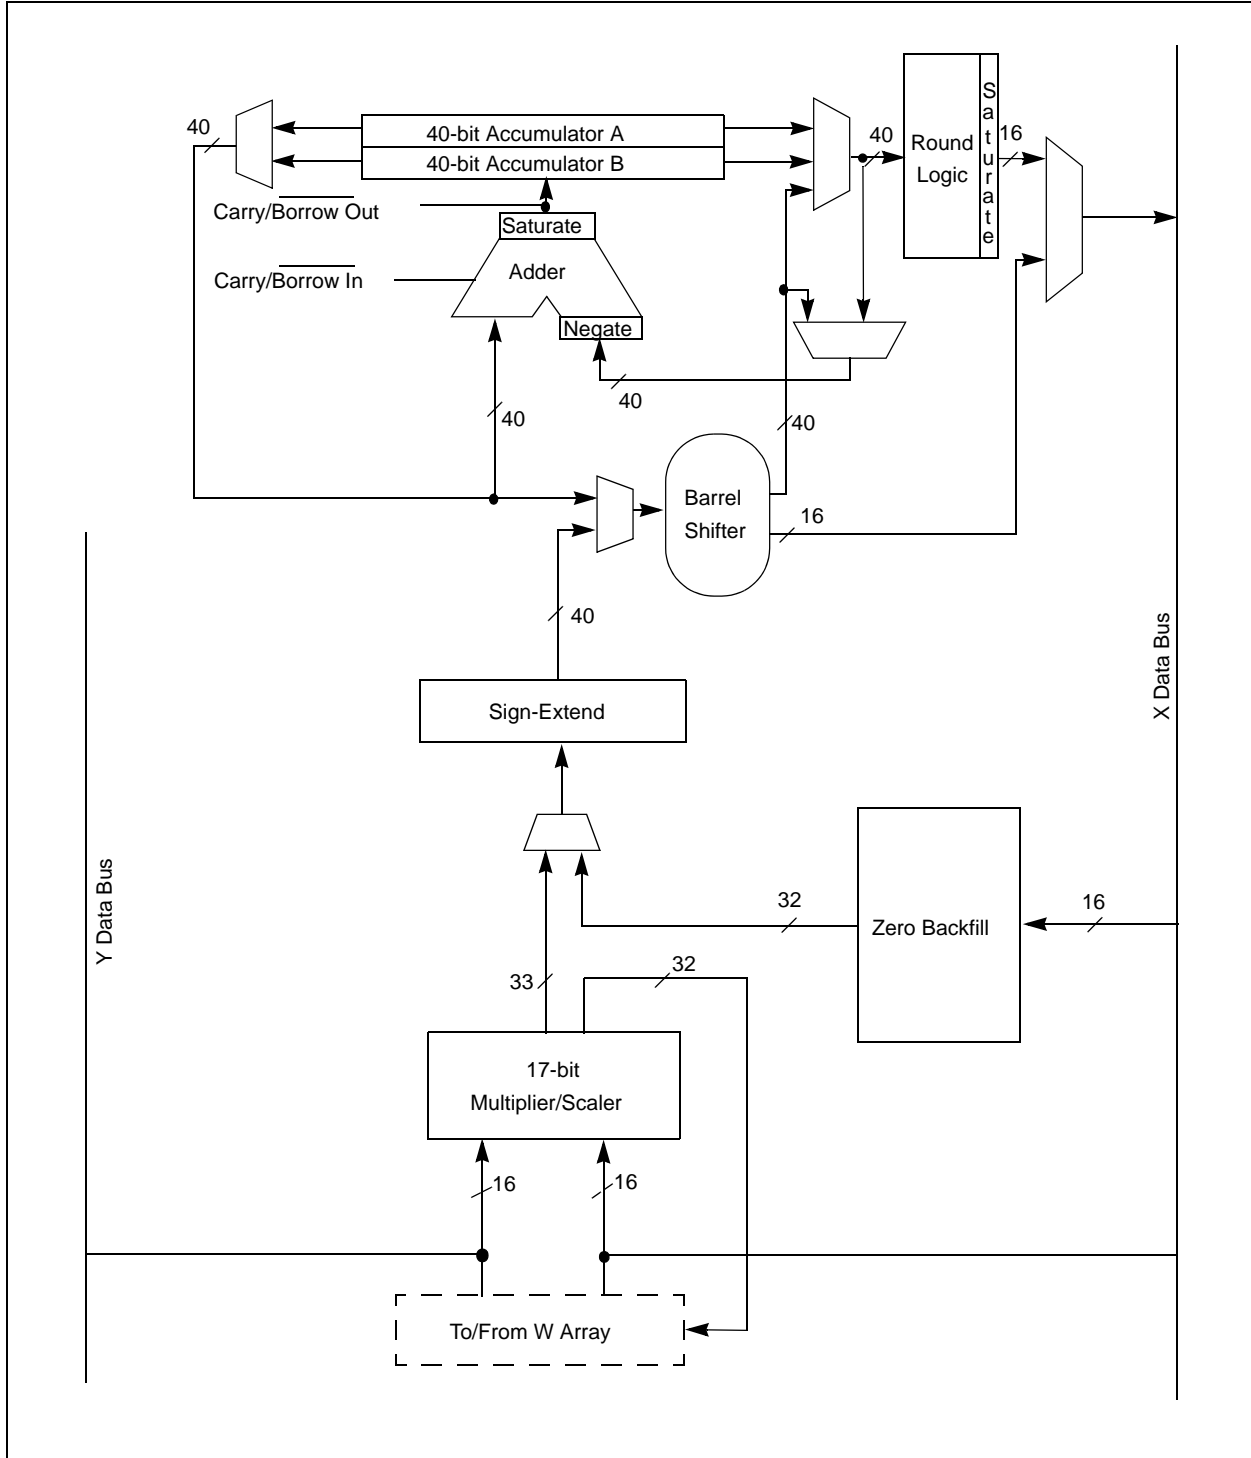 40
40-bit Accumulator A
40-bit Accumulator B
Carry/Borrow Out
Saturate
Carry/Borrow In
Adder
Negate
40
Round
Logic
Saturate
16
40
40
40
Barrel
Shifter
16
40
X Data Bus
Sign-Extend
Y Data Bus
32
Zero Backfill
16
33
32
17-bit
Multiplier/Scaler
16
16
To/From W Array